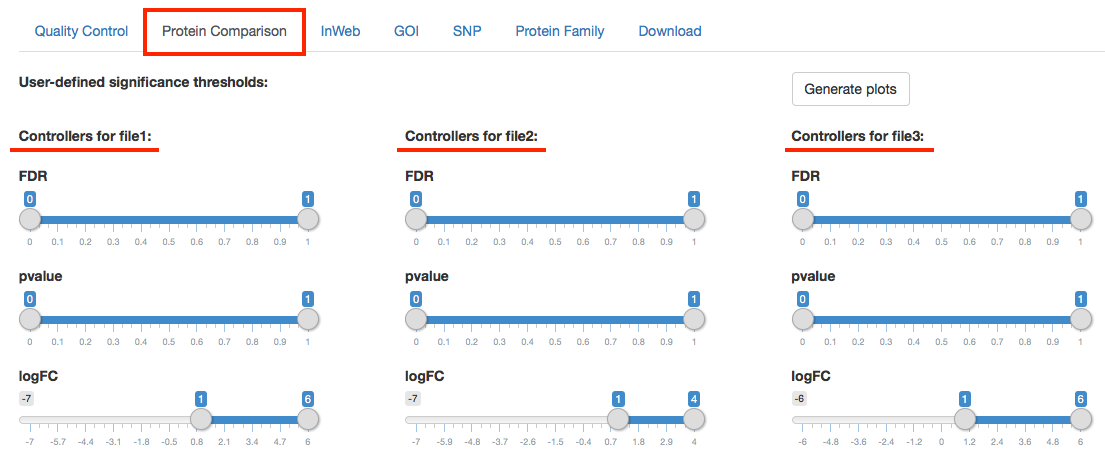 Quality Control Protein Comparison InWeb GOI SNP Protein Family Download
User-defined significance thresholds: Generate plots
Controllers for file1: Controllers for file2: Controllers for file3:
FDR FDR FDR
0 1 0 1 0 1
0 0.1 0.2 0.3 0.4 0.5 0.6 0.7 0.8 0.9 1 0 0.1 0.2 0.3 0.4 0.5 0.6 0.7 0.8 0.9 1 0 0.1 0.2 0.3 0.4 0.5 0.6 0.7 0.8 0.9 1
pvalue pvalue pvalue
0 1 0 1 0 1
0 0.1 0.2 0.3 0.4 0.5 0.6 0.7 0.8 0.9 1 0 0.1 0.2 0.3 0.4 0.5 0.6 0.7 0.8 0.9 1 0 0.1 0.2 0.3 0.4 0.5 0.6 0.7 0.8 0.9 1
logFC logFC logFC
-7 1 6 -7 1 4 -6 1 6
-7 -5.7 -4.4 -3.1 -1.8 -0.5 0.8 2.1 3.4 4.7 6 -7 -5.9 -4.8 -3.7 -2.6 -1.5 -0.4 0.7 1.8 2.9 4 -6 -4.8 -3.6 -2.4 -1.2 0 1.2 2.4 3.6 4.8 6